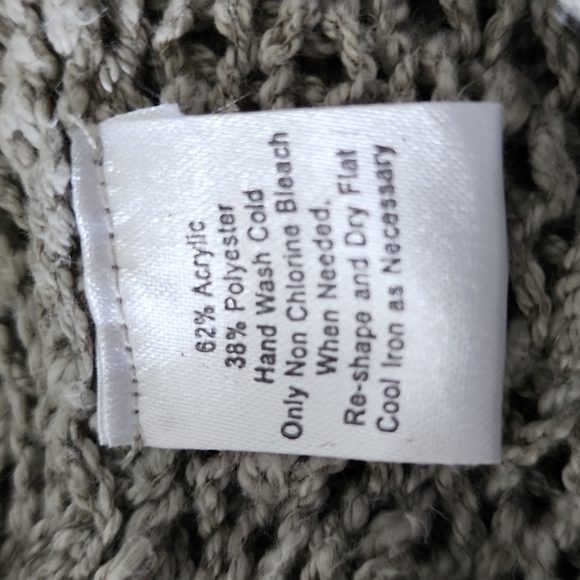 62% Acrylic
38% Polyester
Hand Wash Cold
Only Non Chlorine Bleach
When Needed.
Re-shape and Dry Flat
Cool Iron as Necessary